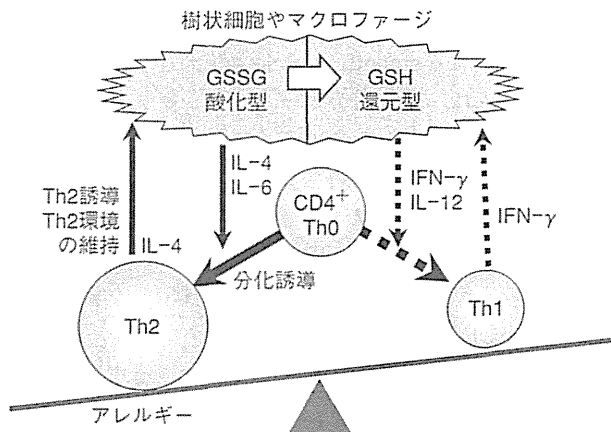 樹状細胞やマクロファージ
GSSG
酸化型
GSH
還元型
IL-4
IL-6
CD4+
Th0
IFN-γ
IL-12
IFN-γ
Th2誘導
Th2環境
の維持
IL-4
分化誘導
Th2
Th1
アレルギー